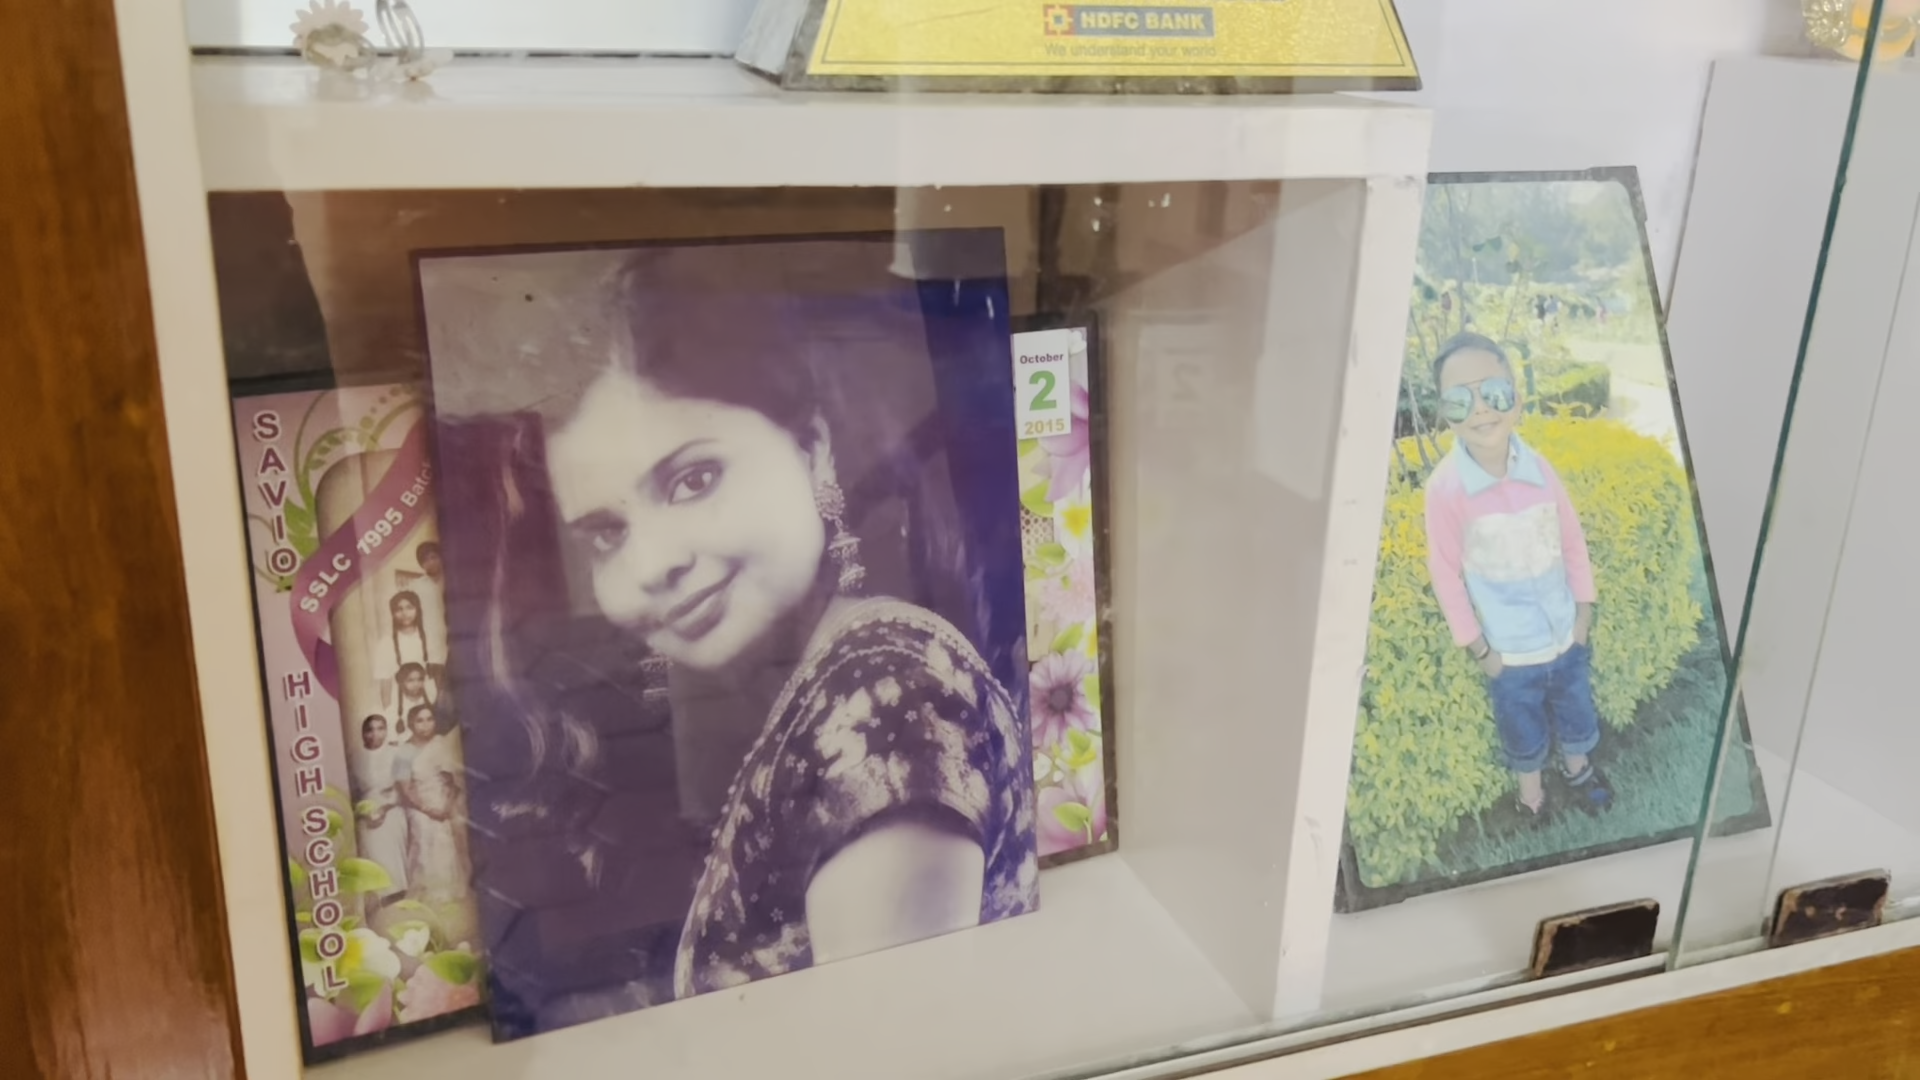 HDFC BANK
We understand your world
October
2
2015
SAVIO
HIGH SCHOOL
SSLC 1995 Batch